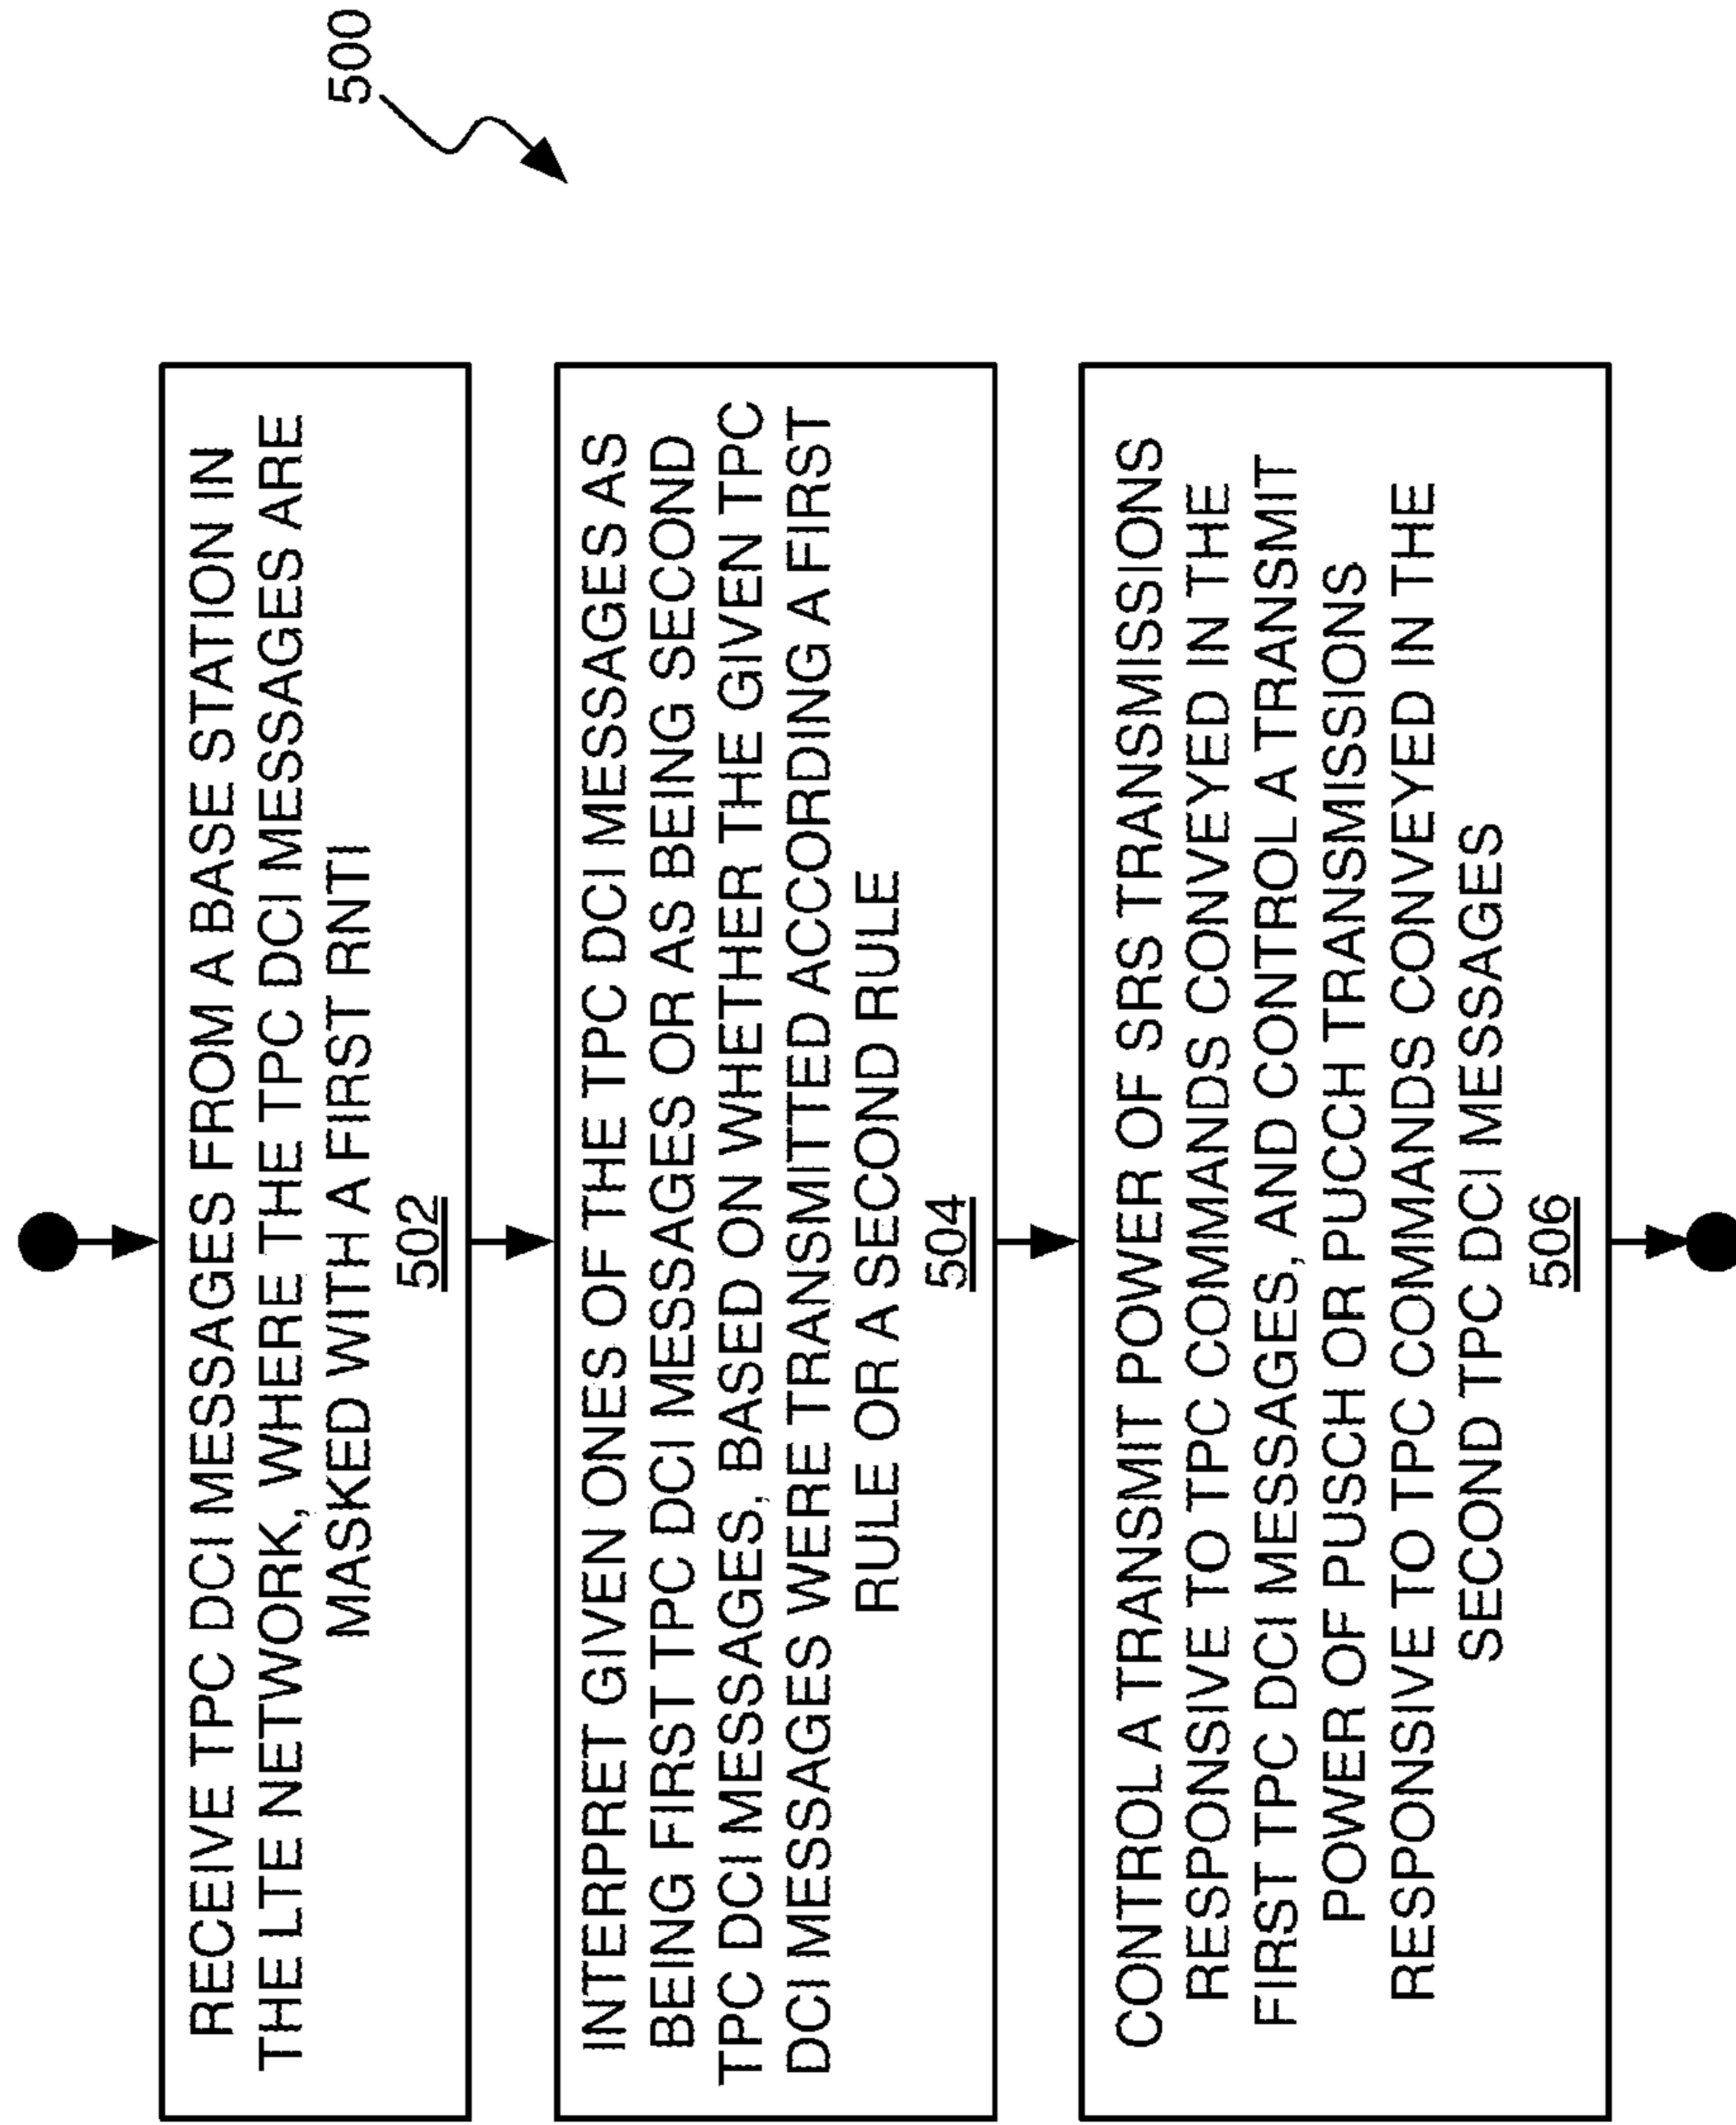 500
RECEIVE TPC DCI MESSAGES FROM A BASE STATION IN
THE LTE NETWORK, WHERE THE TPC DCI MESSAGES ARE
MASKED WITH A FIRST RNTI
502
INTERPRET GIVEN ONES OF THE TPC DCI MESSAGES AS
BEING FIRST TPC DCI MESSAGES OR AS BEING SECOND
TPC DCI MESSAGES, BASED ON WHETHER THE GIVEN TPC
DCI MESSAGES WERE TRANSMITTED ACCORDING A FIRST
RULE OR A SECOND RULE
504
CONTROL A TRANSMIT POWER OF SRS TRANSMISSIONS
RESPONSIVE TO TPC COMMANDS CONVEYED IN THE
FIRST TPC DCI MESSAGES, AND CONTROL A TRANSMIT
POWER OF PUSCH OR PUCCH TRANSMISSIONS
RESPONSIVE TO TPC COMMANDS CONVEYED IN THE
SECOND TPC DCI MESSAGES
506